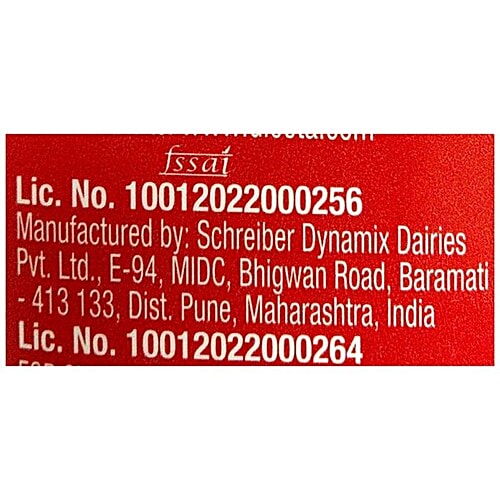 fssai
Lic. No. 10012022000256
Manufactured by: Schreiber Dynamix Dairies
Pvt. Ltd., E-94, MIDC, Bhigwan Road, Baramati
- 413 133, Dist. Pune, Maharashtra, India
Lic. No. 10012022000264